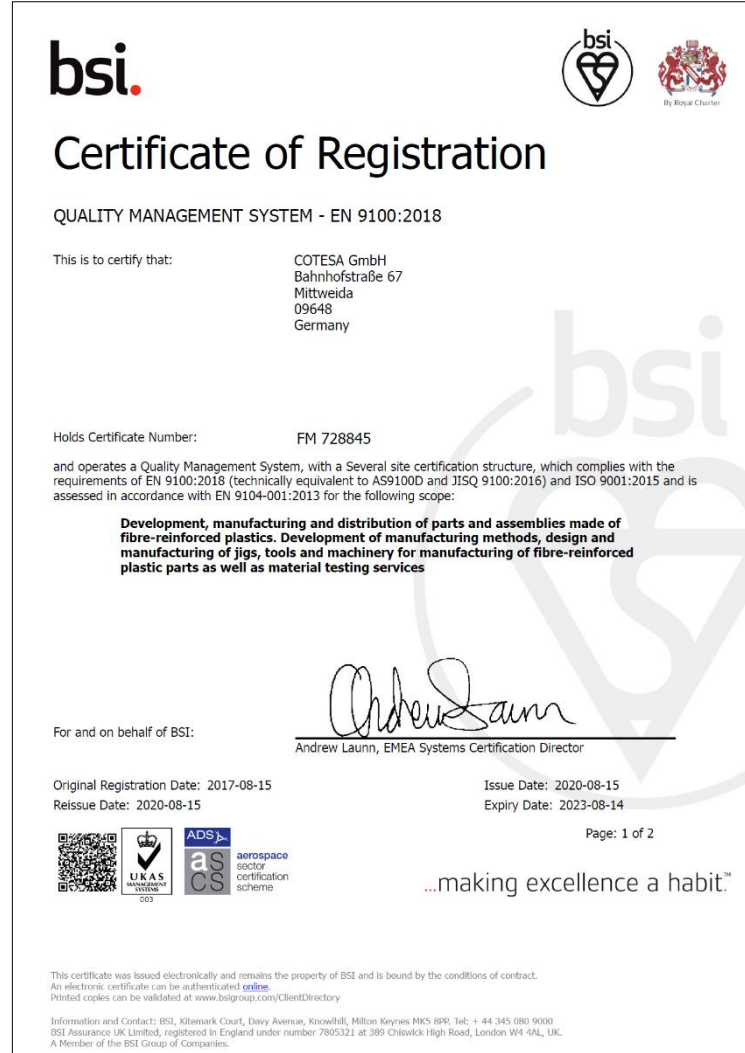 bsi.
bsi
By Royal Charter
Certificate of Registration
QUALITY MANAGEMENT SYSTEM - EN 9100:2018
This is to certify that:
COTESA GmbH
Bahnhofstraße 67
Mittweida
09648
Germany
bsi
Holds Certificate Number:
FM 728845
and operates a Quality Management System, with a Several site certification structure, which complies with the
requirements of EN 9100:2018 (technically equivalent to AS9100D and JISQ 9100:2016) and ISO 9001:2015 and is
assessed in accordance with EN 9104-001:2013 for the following scope:
Development, manufacturing and distribution of parts and assemblies made of
fibre-reinforced plastics. Development of manufacturing methods, design and
manufacturing of jigs, tools and machinery for manufacturing of fibre-reinforced
plastic parts as well as material testing services
Andrew Launn
For and on behalf of BSI:
Andrew Launn, EMEA Systems Certification Director
Original Registration Date: 2017-08-15
Issue Date: 2020-08-15
Reissue Date: 2020-08-15
Expiry Date: 2023-08-14
Page: 1 of 2
UKAS
MANAGEMENT
SYSTEMS
003
ADS
as
CS
aerospace
sector
certification
scheme
...making excellence a habit.™
This certificate was issued electronically and remains the property of BSI and is bound by the conditions of contract.
An electronic certificate can be authenticated online.
Printed copies can be validated at www.bsigroup.com/ClientDirectory
Information and Contact: BSI, Kitemark Court, Davy Avenue, Knowlhill, Milton Keynes MK5 8PP. Tel: + 44 345 080 9000
BSI Assurance UK Limited, registered in England under number 7805321 at 389 Chiswick High Road, London W4 4AL, UK.
A Member of the BSI Group of Companies.